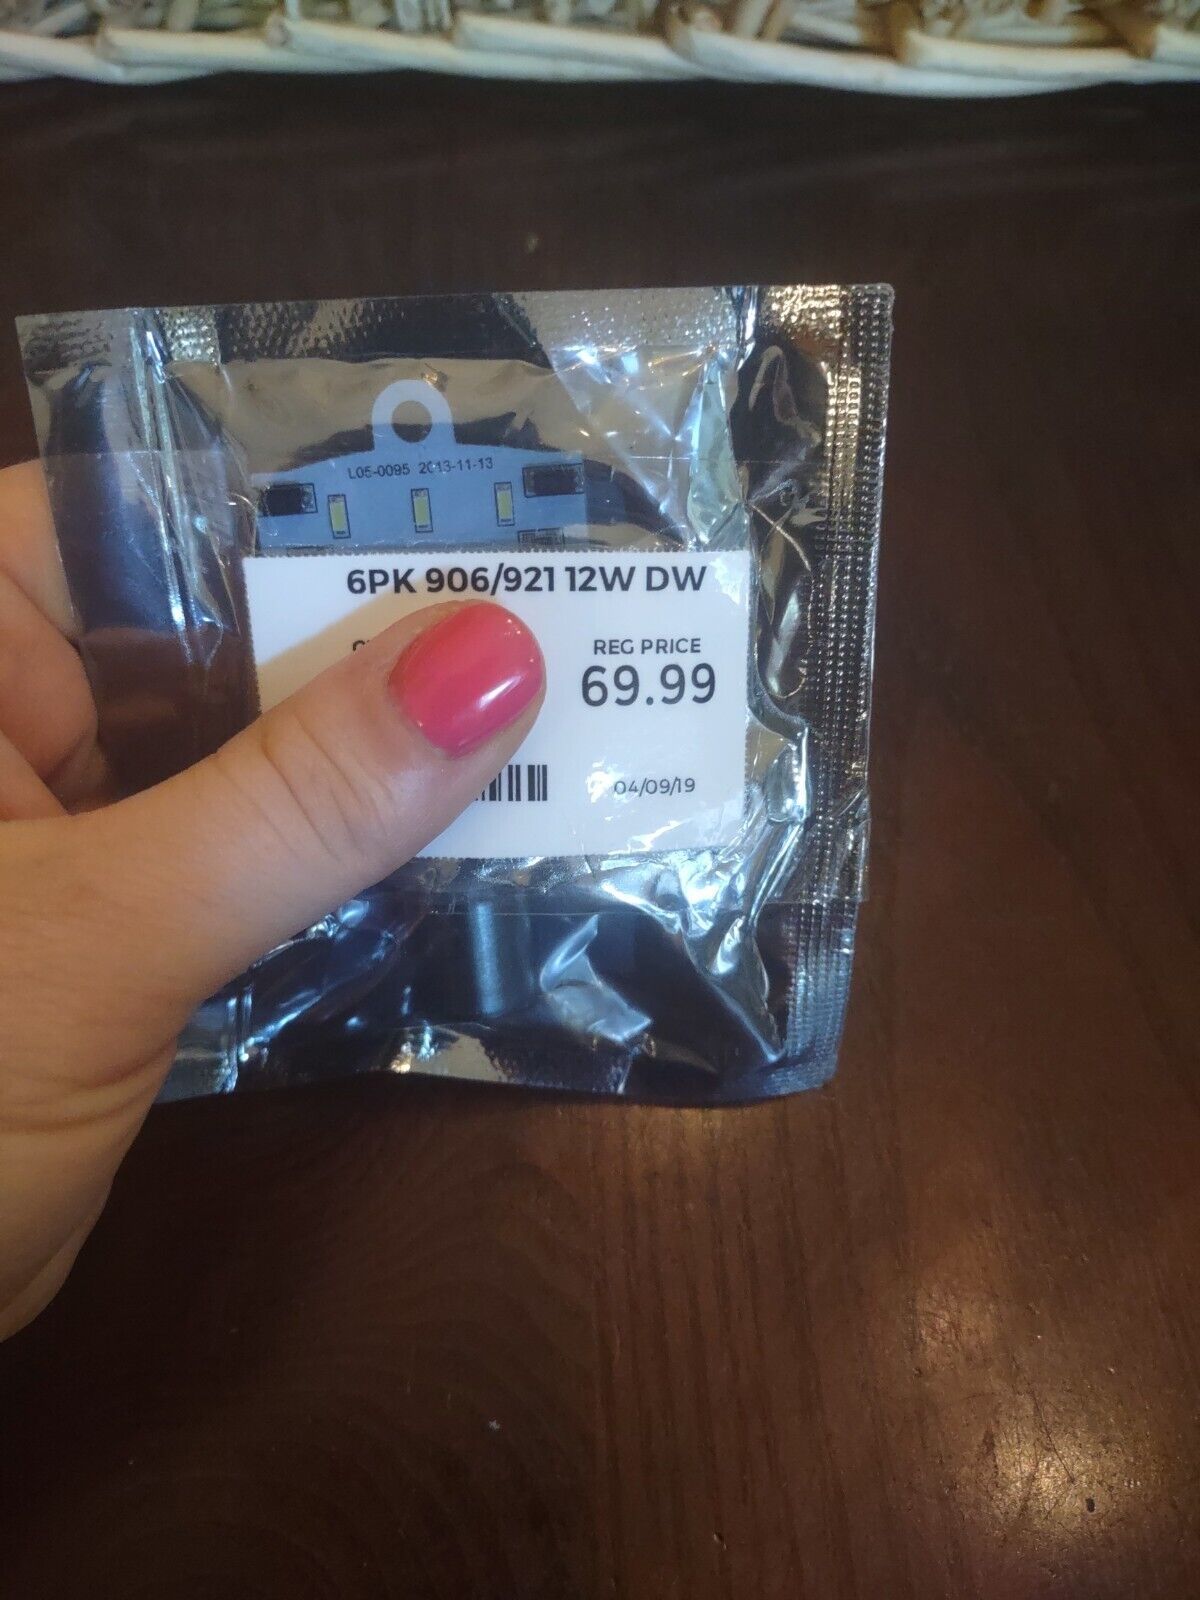 L05-0095 2013-11-13
6PK 906/921 12W DW
REG PRICE
69.99
04/09/19